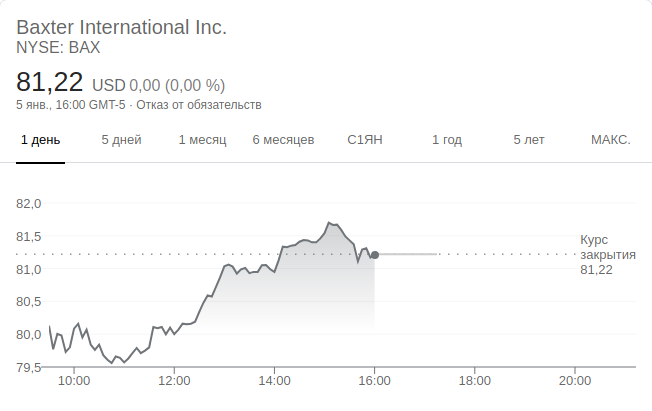 Baxter International Inc.
NYSE: BAX
81,22 USD 0,00 (0,00 %)
5 янв., 16:00 GMT-5 · Отказ от обязательств
1 день 5 дней 1 месяц 6 месяцев С1ЯН 1 год 5 лет МАКС.
82,0
81,5
Курс
закрытия
81,22
81,0
80,5
80,0
79,5
10:00 12:00 14:00 16:00 18:00 20:00